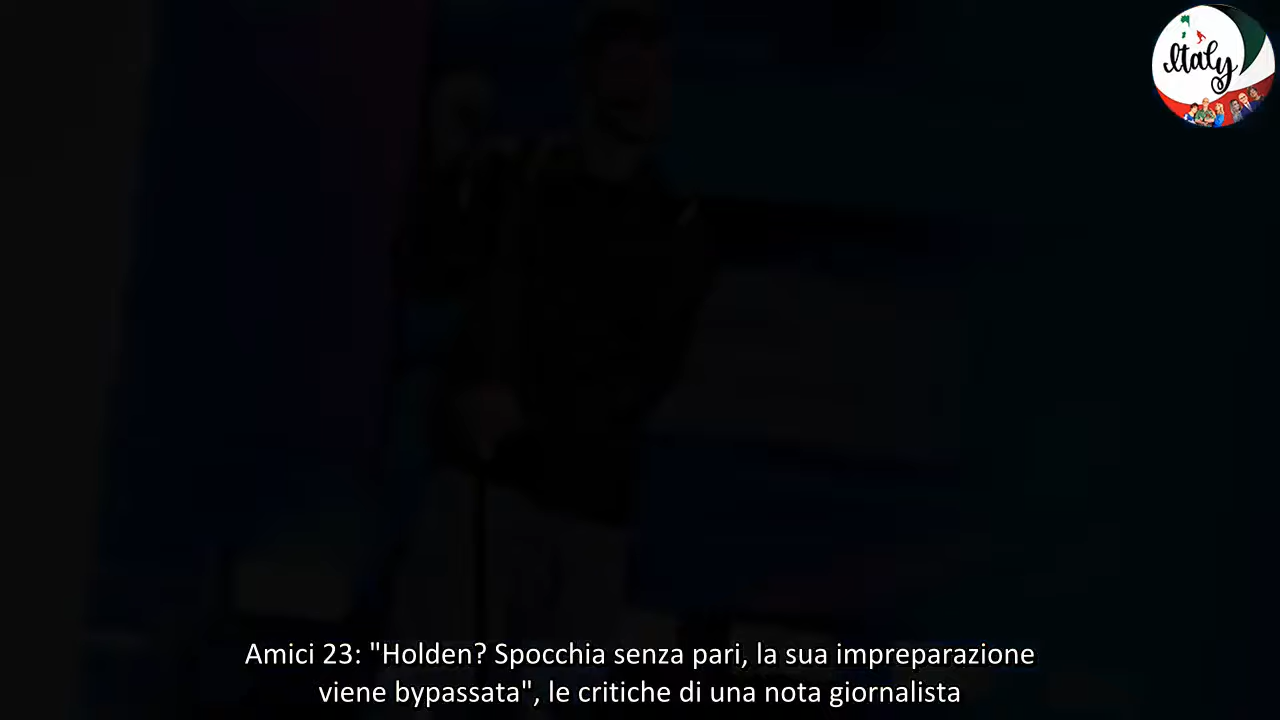 Italy
Amici 23: "Holden? Spocchia senza pari, la sua impreparazione
viene bypassata", le critiche di una nota giornalista